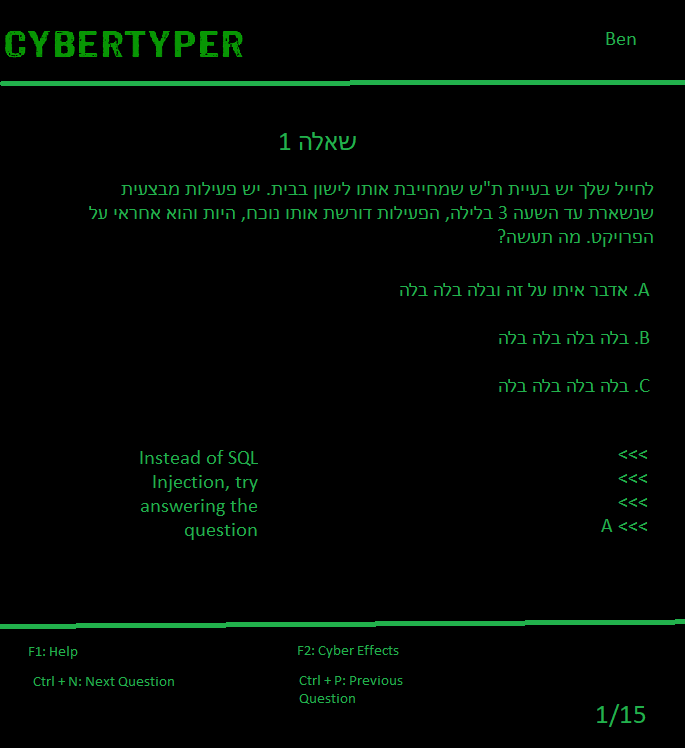 CYBERTYPER
Ben
שאלה 1
לחייל שלך יש בעיית ת"ש שמחייבת אותו לישון בבית. יש פעילות מבצעית
שנשארת עד השעה 3 בלילה, הפעילות דורשת אותו נוכח, היות והוא אחראי על
הפרויקט. מה תעשה?
A. אדבר איתו על זה ובלה בלה בלה
B. בלה בלה בלה בלה
C. בלה בלה בלה בלה
<<<
<<<
<<<
A <<<
Instead of SQL
Injection, try
answering the
question
F1: Help
F2: Cyber Effects
Ctrl + N: Next Question
Ctrl + P: Previous
Question
1/15